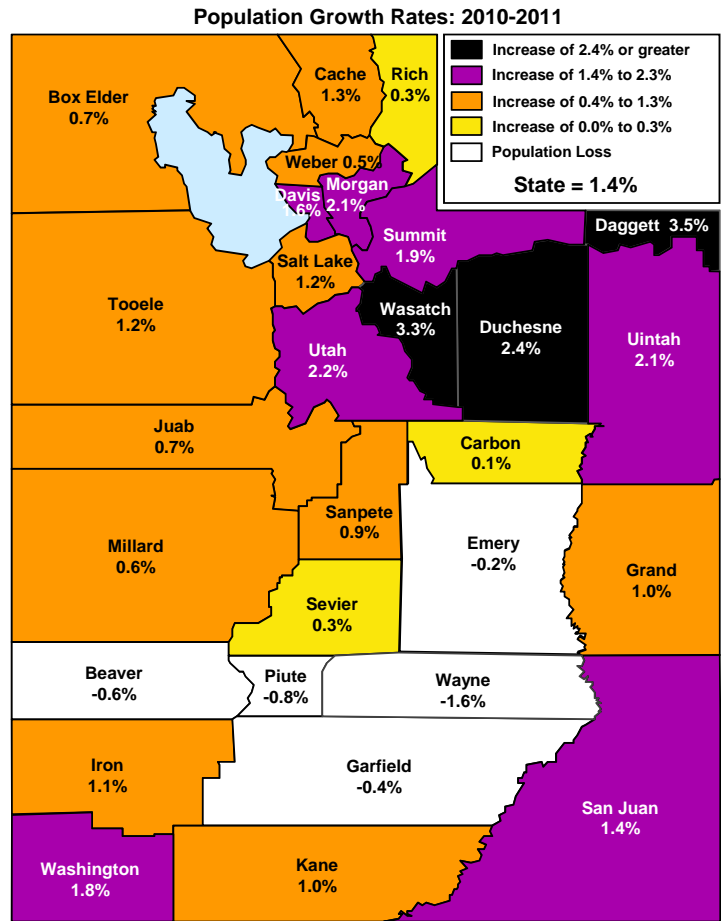 Population Growth Rates: 2010-2011
Increase of 2.4% or greater
Increase of 1.4% to 2.3%
Increase of 0.4% to 1.3%
Increase of 0.0% to 0.3%
Population Loss
State = 1.4%
Box Elder
0.7%
Cache
1.3%
Rich
0.3%
Weber 0.5%
Davis
1.6%
Morgan
2.1%
Summit
1.9%
Daggett 3.5%
Salt Lake
1.2%
Tooele
1.2%
Wasatch
3.3%
Duchesne
2.4%
Uintah
2.1%
Utah
2.2%
Juab
0.7%
Carbon
0.1%
Sanpete
0.9%
Millard
0.6%
Emery
-0.2%
Grand
1.0%
Sevier
0.3%
Beaver
-0.6%
Piute
-0.8%
Wayne
-1.6%
Iron
1.1%
Garfield
-0.4%
San Juan
1.4%
Washington
1.8%
Kane
1.0%